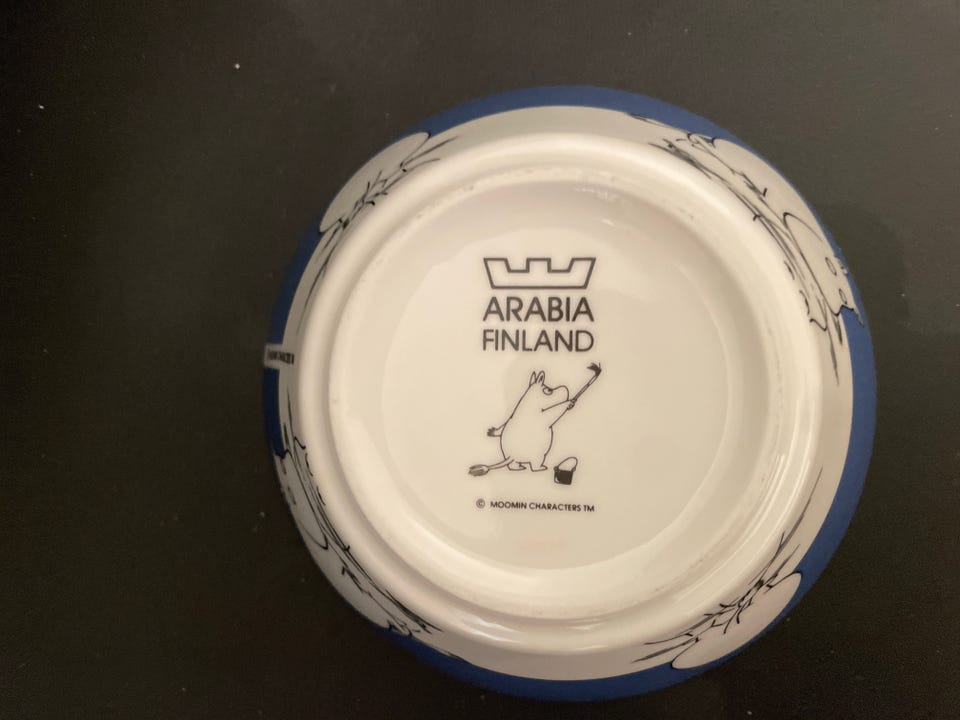 ARABIA
FINLAND
© MOOMIN CHARACTERS TM